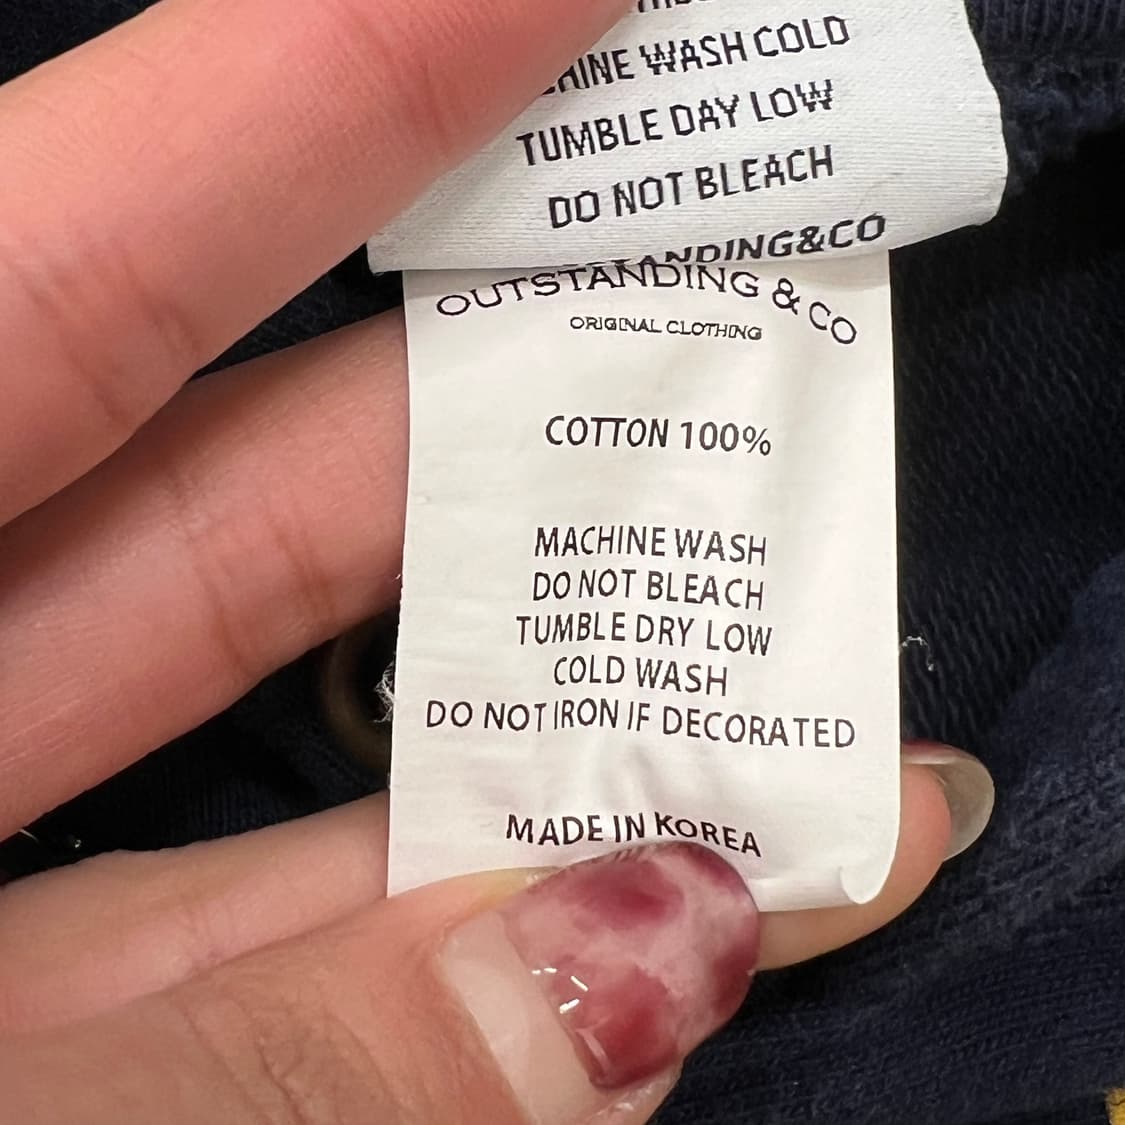 WASH COLD
TUMBLE DAY LOW
DO NOT BLEACH
OUTSTANDING & CO
ORIGINAL CLOTHING
COTTON 100%
MACHINE WASH
DO NOT BLEACH
TUMBLE DRY LOW
COLD WASH
DO NOT IRON IF DECORATED
MADE IN KOREA